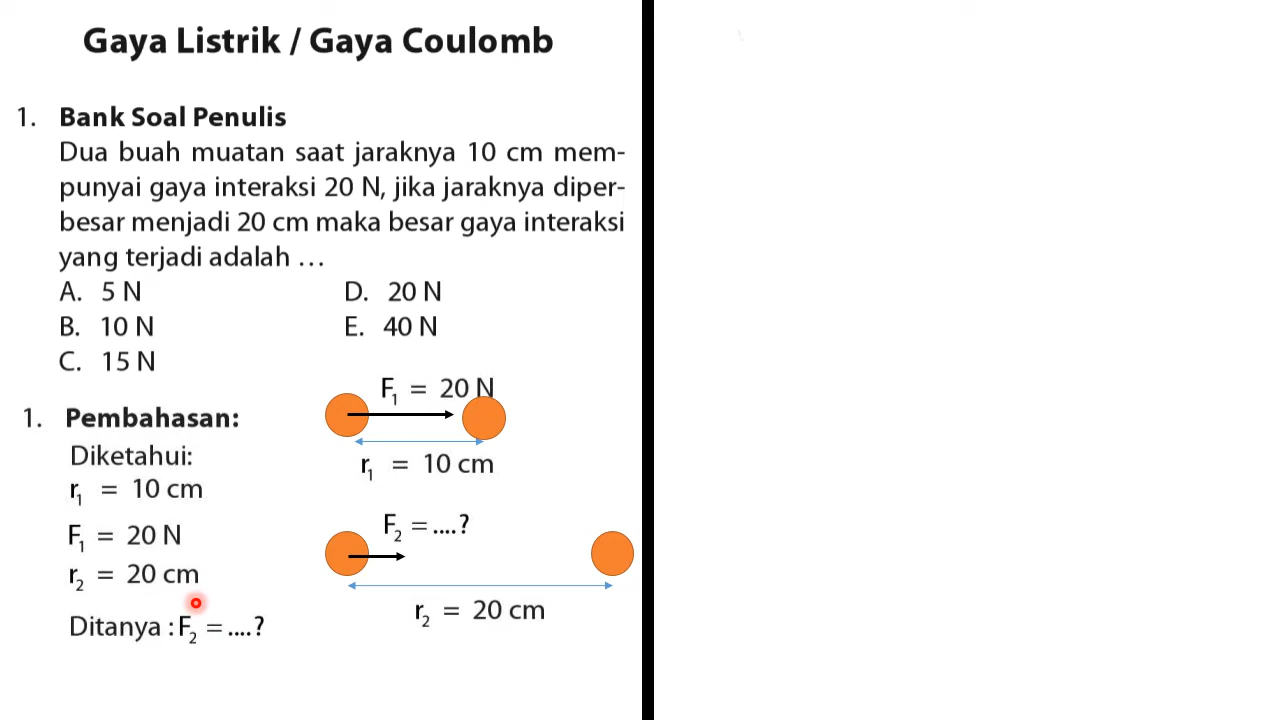 Gaya Listrik / Gaya Coulomb
1. Bank Soal Penulis
Dua buah muatan saat jaraknya 10 cm mem-
punyai gaya interaksi 20 N, jika jaraknya diper-
besar menjadi 20 cm maka besar gaya interaksi
yang terjadi adalah …
A. 5 N
B. 10 N
C. 15 N
D. 20 N
E. 40 N
1. Pembahasan:
Diketahui:
r₁ = 10 cm
F₁ = 20 N
r₂ = 20 cm
Ditanya : F₂ = ....?
F₁ = 20 N
r₁ = 10 cm
F₂ = ....?
r₂ = 20 cm